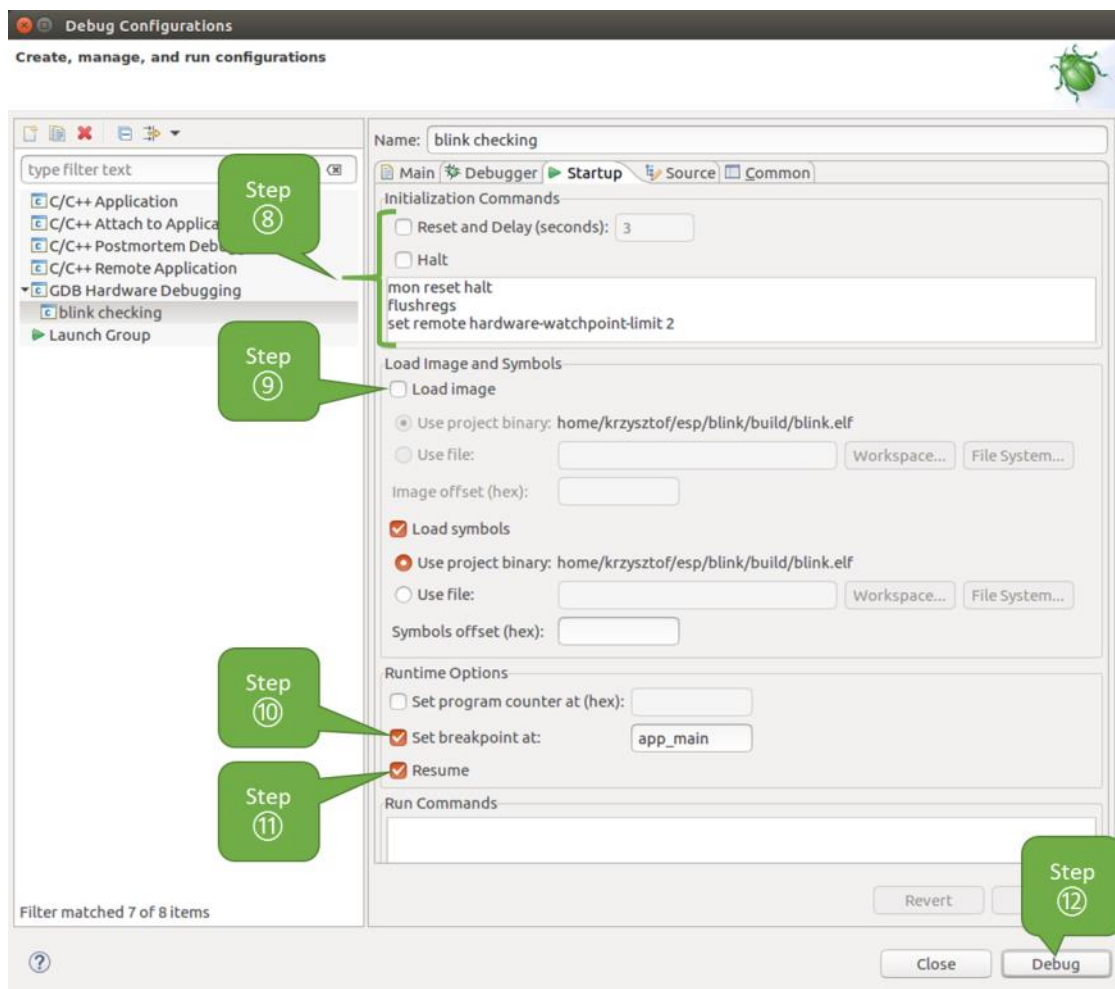 Debug Configurations
Create, manage, and run configurations
type filter text
C/C++ Application
C/C++ Attach to Applica
C/C++ Postmortem Debu
C/C++ Remote Application
GDB Hardware Debugging
blink checking
Launch Group
Filter matched 7 of 8 items
Name: blink checking
Main Debugger Startup Source Common
Initialization Commands
Step
⑧
Reset and Delay (seconds): 3
Halt
mon reset halt
flushregs
set remote hardware-watchpoint-limit 2
Load Image and Symbols
Step
⑨
Load image
Use project binary: home/krzysztof/esp/blink/build/blink.elf
Use file: Workspace... File System...
Image offset (hex):
Load symbols
Use project binary: home/krzysztof/esp/blink/build/blink.elf
Use file: Workspace... File System...
Symbols offset (hex):
Runtime Options
Set program counter at (hex):
Step
⑩
Set breakpoint at: app_main
Step
⑪
Resume
Run Commands
Step
⑫
Revert
? Close Debug